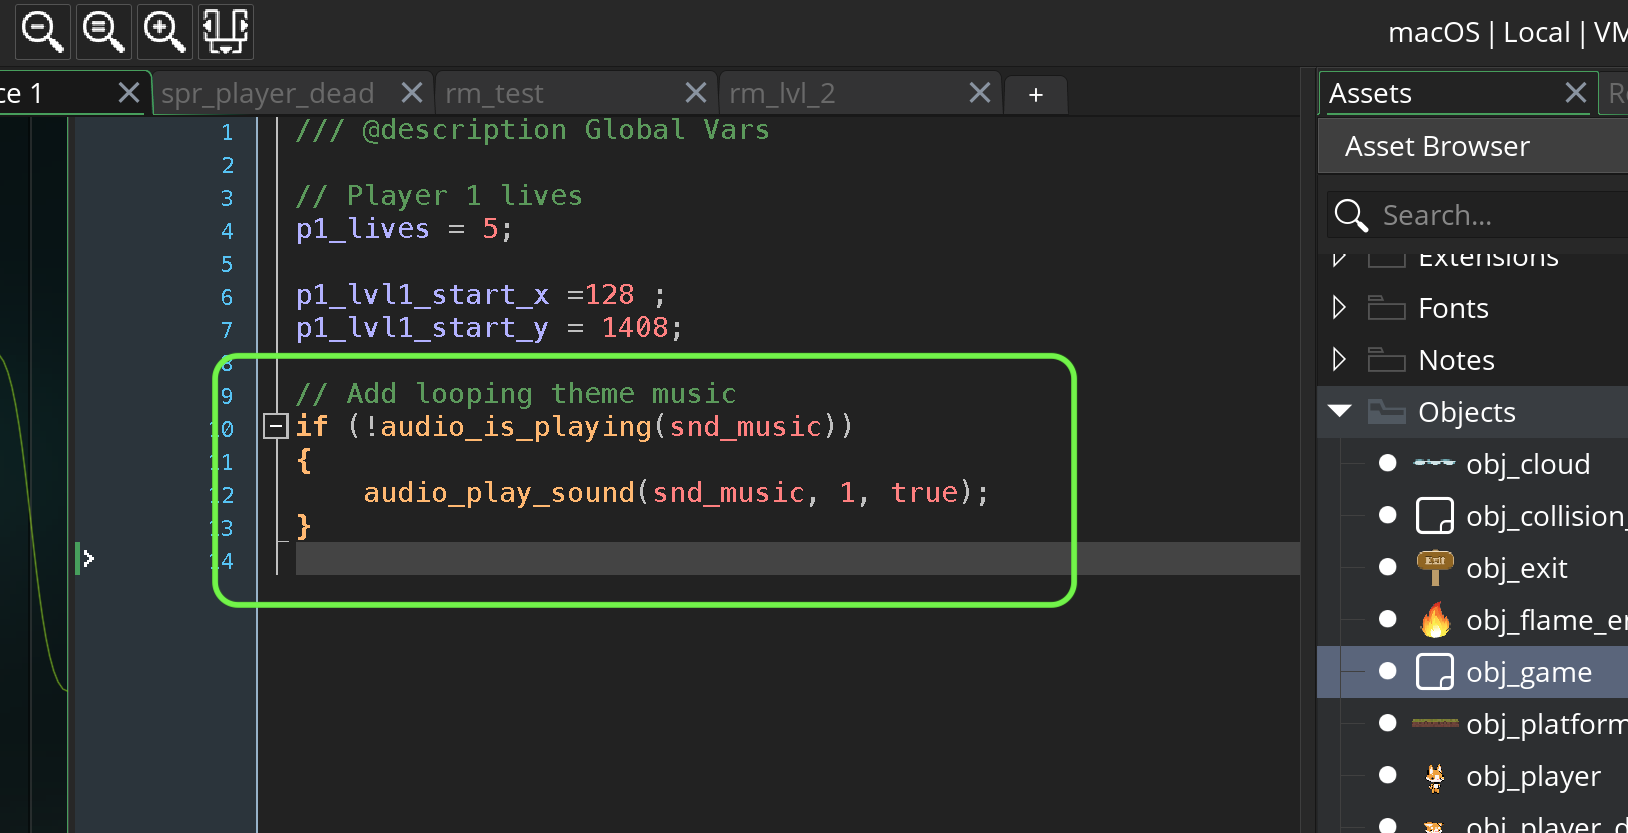 macOS | Local | VM
ce 1
spr_player_dead
rm_test
rm_lvl_2
+
Assets
Re
1 /// @description Global Vars
2
3 // Player 1 lives
4 p1_lives = 5;
5
6 p1_lvl1_start_x =128 ;
7 p1_lvl1_start_y = 1408;
8
9 // Add looping theme music
10 if (!audio_is_playing(snd_music))
11 {
12 audio_play_sound(snd_music, 1, true);
13 }
14
Asset Browser
Search...
Extensions
Fonts
Notes
Objects
obj_cloud
obj_collision_
obj_exit
obj_flame_en
obj_game
obj_platform
obj_player
obj_player_d